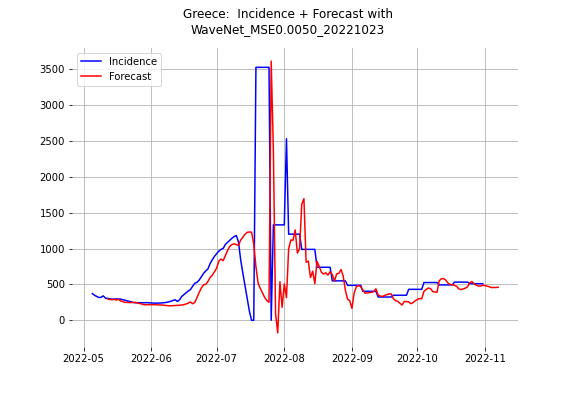 Greece:  Incidence + Forecast with
WaveNet_MSE0.0050_20221023
Incidence
Forecast
3500
3000
2500
2000
1500
1000
500
0
2022-05 2022-06 2022-07 2022-08 2022-09 2022-10 2022-11